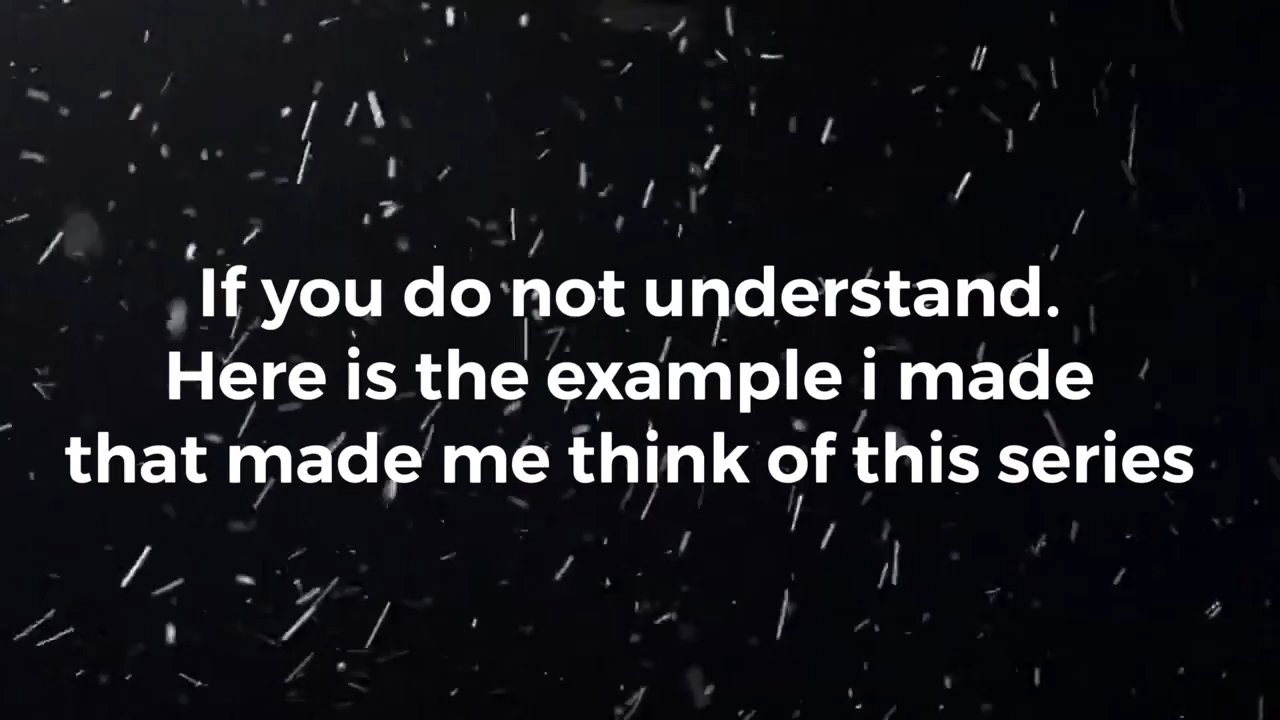 If you do not understand.
Here is the example i made
that made me think of this series